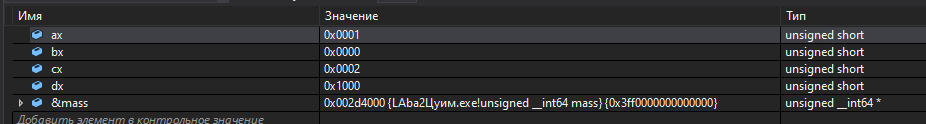 Имя Значение Тип
ax 0x0001 unsigned short
bx 0x0000 unsigned short
cx 0x0002 unsigned short
dx 0x1000 unsigned short
&mass 0x002d4000 {LAba2Цуим.exe!unsigned __int64 mass} {0x3ff0000000000000} unsigned __int64 *
Добавить элемент в контрольное значение